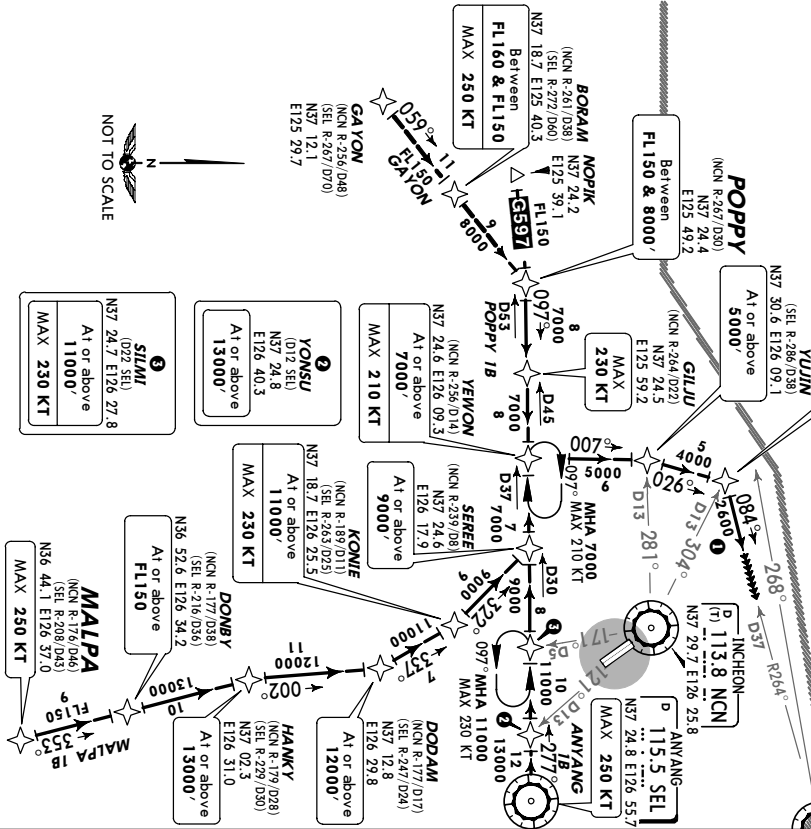 YUJIN
(SEL R-286/D38)
N37 30.6 E126 09.1
At or above
5000'
POPPY
(NCN R-267/D30)
N37 24.4
E125 49.2
Between
FL150 & 8000'
BORAM
(NCN R-261/D38)
(SEL R-272/D60)
N37 18.7 E125 40.3
Between
FL160 & FL150
MAX 250 KT
NOPIK
N37 24.2
E125 39.1
FL150
G597
GAYON
(NCN R-256/D48)
(SEL R-267/D70)
N37 12.1
E125 29.7
059°
11
FL150
GAYON
9
8000
097°
8
7000
D53
POPPY 1B
GILJU
(NCN R-264/D22)
N37 24.5
E125 59.2
MAX
230 KT
D45
7000
8
YEWON
(NCN R-256/D14)
N37 24.6 E126 09.3
At or above
7000'
MAX 210 KT
007°
5000
6
MHA 7000
097° MAX 210 KT
D37
7
7000
5
4000
026°
084°
2600
1
D13 281°
D13 304°
268°
D37
R264°
SEREE
(NCN R-239/D8)
N37 24.6
E126 17.9
At or above
9000'
D30
8
9000
INCHEON
D
(T) 113.8 NCN
N37 29.7 E126 25.8
171° D5
121° D13
3
10
11000
2
MHA 11000
097°
MAX 230 KT
277°
12
13000
ANYANG
1B
ANYANG
D
115.5 SEL
N37 24.8 E126 55.7
MAX 250 KT
2
YONSU
(D12 SEL)
N37 24.8
E126 40.3
At or above
13000'
3
SILMI
(D22 SEL)
N37 24.7 E126 27.8
At or above
11000'
MAX 230 KT
KONIE
(NCN R-189/D11)
(SEL R-263/D25)
N37 18.7 E126 25.5
At or above
11000'
MAX 230 KT
322°
9000
9
337°
11000
7
DODAM
(NCN R-177/D17)
(SEL R-247/D24)
N37 12.8
E126 29.8
At or above
12000'
002°
12000
11
HANKY
(NCN R-179/D28)
(SEL R-229/D30)
N37 02.3
E126 31.0
At or above
13000'
13000
10
DONBY
(NCN R-177/D38)
(SEL R-216/D36)
N36 52.6 E126 34.2
At or above
FL150
MALPA 1B
FL150
9
353°
MALPA
(NCN R-176/D46)
(SEL R-208/D43)
N36 44.1 E126 37.0
MAX 250 KT
N
NOT TO SCALE